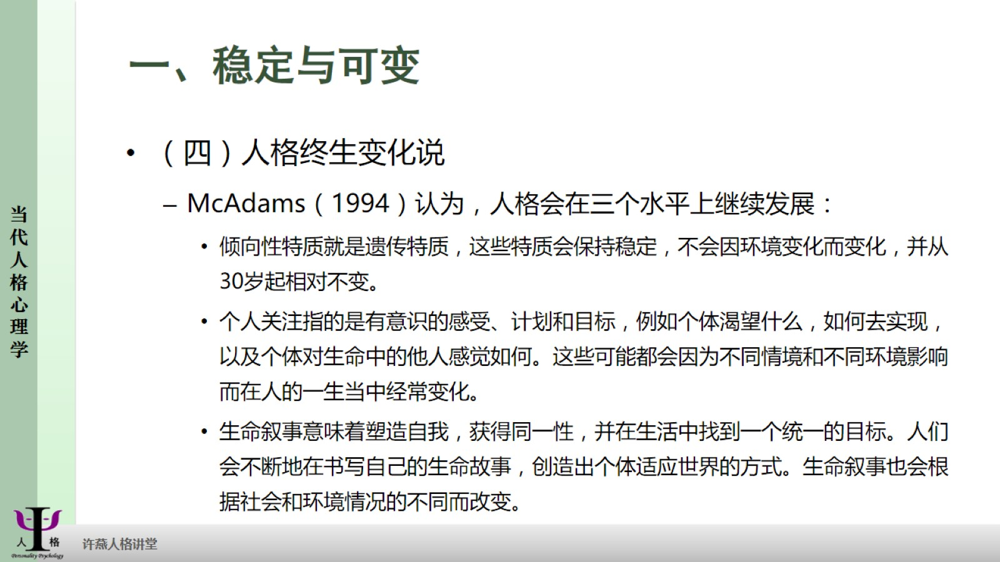 一、稳定与可变
• （四）人格终生变化说
– McAdams（1994）认为，人格会在三个水平上继续发展：
• 倾向性特质就是遗传特质，这些特质会保持稳定，不会因环境变化而变化，并从
30岁起相对不变。
• 个人关注指的是有意识的感受、计划和目标，例如个体渴望什么，如何去实现，
以及个体对生命中的他人感觉如何。这些可能都会因为不同情境和不同环境影响
而在人的一生当中经常变化。
• 生命叙事意味着塑造自我，获得同一性，并在生活中找到一个统一的目标。人们
会不断地在书写自己的生命故事，创造出个体适应世界的方式。生命叙事也会根
据社会和环境情况的不同而改变。
当代人格心理学
人格
Personality Psychology
许燕人格讲堂